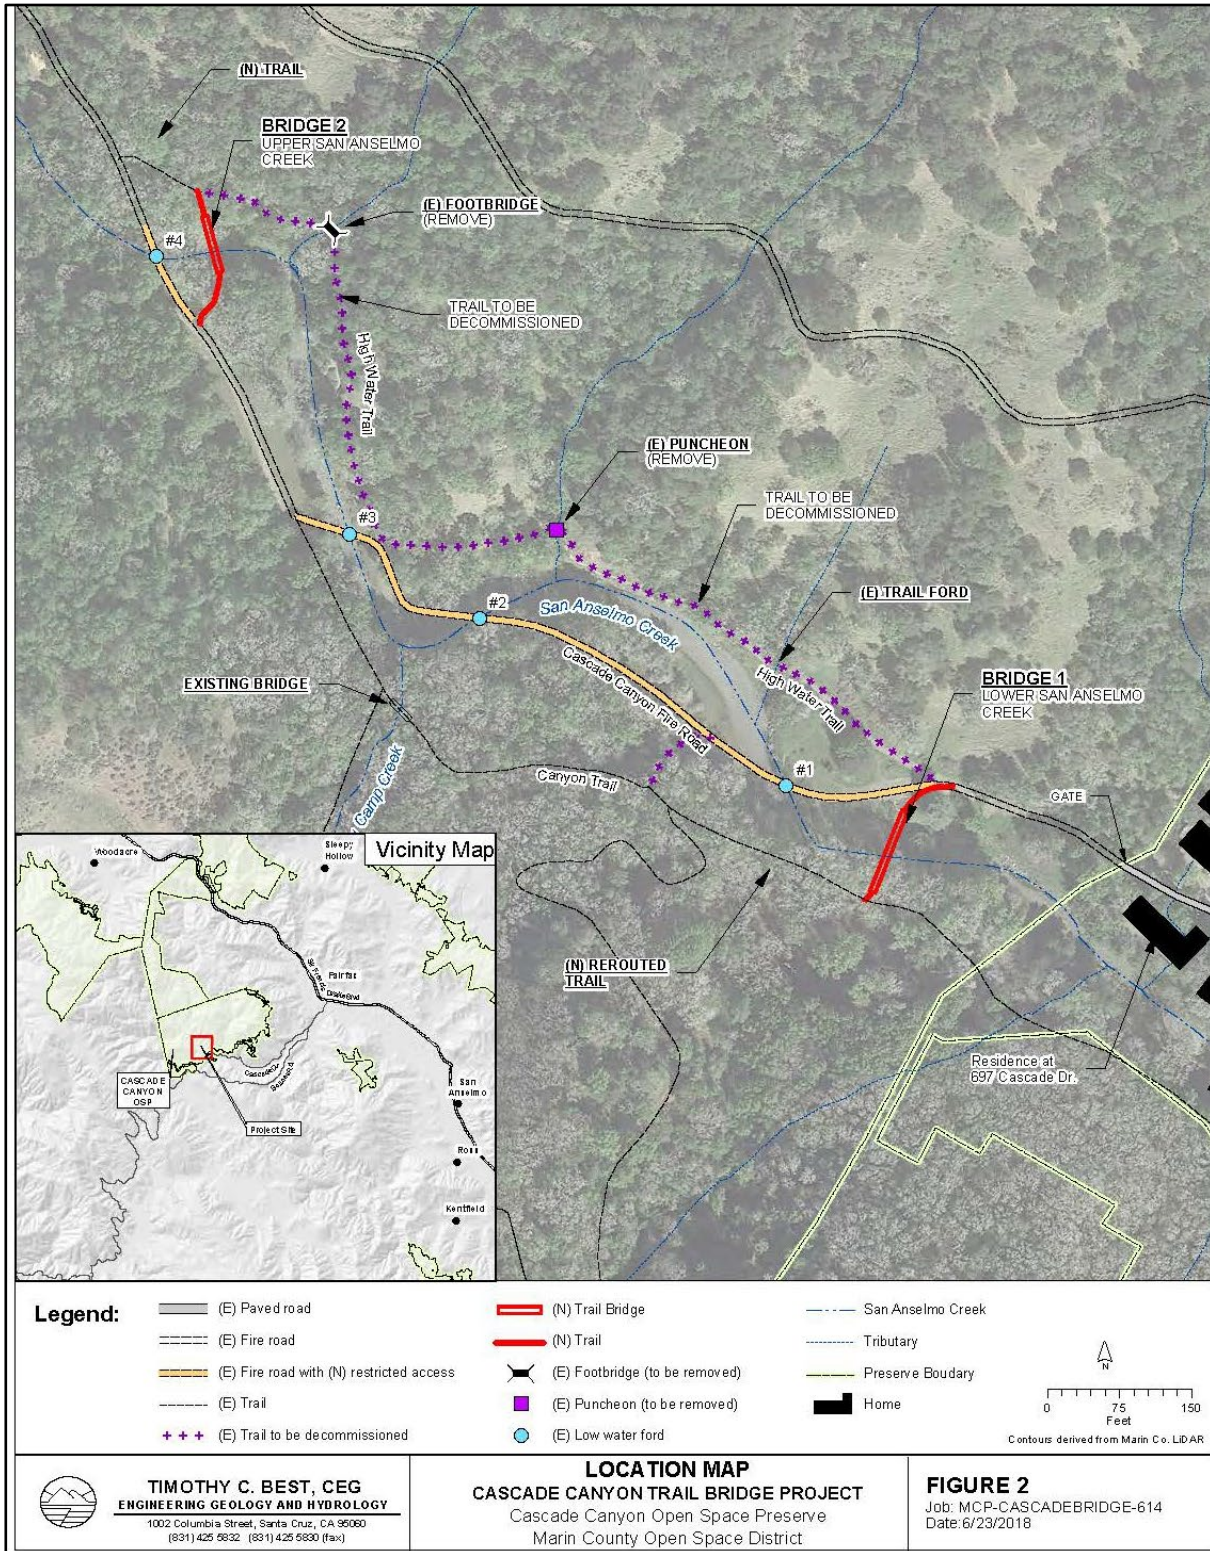 (N) TRAIL
BRIDGE 2
UPPER SAN ANSELMO
CREEK
(E) FOOTBRIDGE
(REMOVE)
#4
TRAIL TO BE
DECOMMISSIONED
High Water Trail
(E) PUNCHEON
(REMOVE)
TRAIL TO BE
DECOMMISSIONED
#3
#2
San Anselmo Creek
(E) TRAIL FORD
EXISTING BRIDGE
Cascade Canyon Fire Road
High Water Trail
BRIDGE 1
LOWER SAN ANSELMO
CREEK
Canyon Trail
#1
GATE
Camp Creek
(N) REROUTED
TRAIL
Residence at
697 Cascade Dr.
Vicinity Map
Woodacre
Sleepy
Hollow
Fairfax
Sir Francis Drake Blvd
CASCADE
CANYON
OSP
Project Site
San
Anselmo
Ross
Kentfield
Legend:
(E) Paved road
(E) Fire road
(E) Fire road with (N) restricted access
(E) Trail
(E) Trail to be decommissioned
(N) Trail Bridge
(N) Trail
(E) Footbridge (to be removed)
(E) Puncheon (to be removed)
(E) Low water ford
San Anselmo Creek
Tributary
Preserve Boudary
Home
N
0 75 150
Feet
Contours derived from Marin Co. LiDAR
TIMOTHY C. BEST, CEG
ENGINEERING GEOLOGY AND HYDROLOGY
1002 Columbia Street, Santa Cruz, CA 95060
(831) 425 5832 (831) 425 5830 (fax)
LOCATION MAP
CASCADE CANYON TRAIL BRIDGE PROJECT
Cascade Canyon Open Space Preserve
Marin County Open Space District
FIGURE 2
Job: MCP-CASCADEBRIDGE-614
Date:6/23/2018